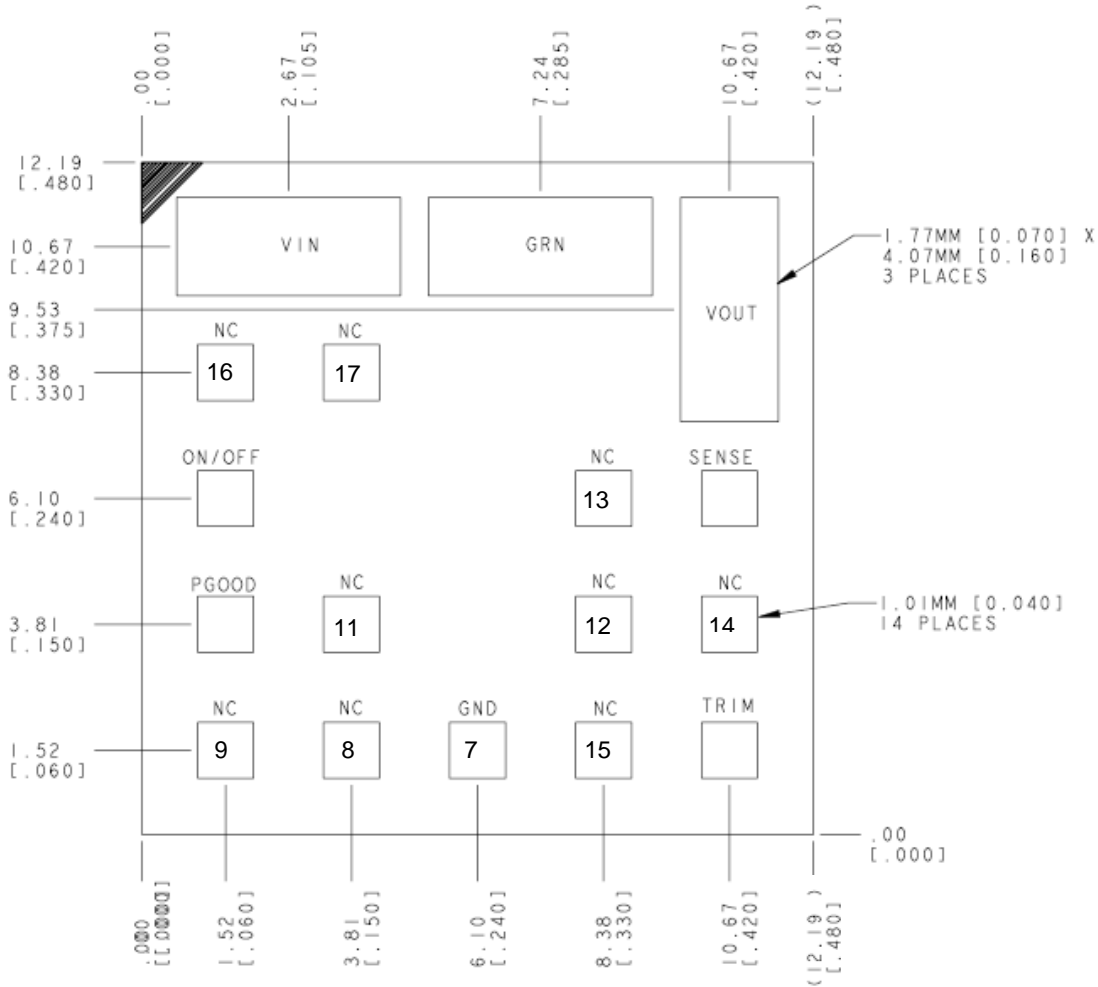 .00
[.000]
2.67
[.105]
7.24
[.285]
10.67
[.420]
(12.19 )
[.480]
12.19
[.480]
10.67
[.420]
VIN
GRN
1.77MM [0.070] X
4.07MM [0.160]
3 PLACES
9.53
[.375]
VOUT
NC
NC
8.38
[.330]
16
17
ON/OFF
NC
SENSE
6.10
[.240]
13
PGOOD
NC
NC
NC
3.81
[.150]
11
12
14
1.01MM [0.040]
14 PLACES
NC
NC
GND
NC
TRIM
1.52
[.060]
9
8
7
15
.00
[.000]
1.52
[.060]
3.81
[.150]
6.10
[.240]
8.38
[.330]
10.67
[.420]
(12.19 )
[.480]